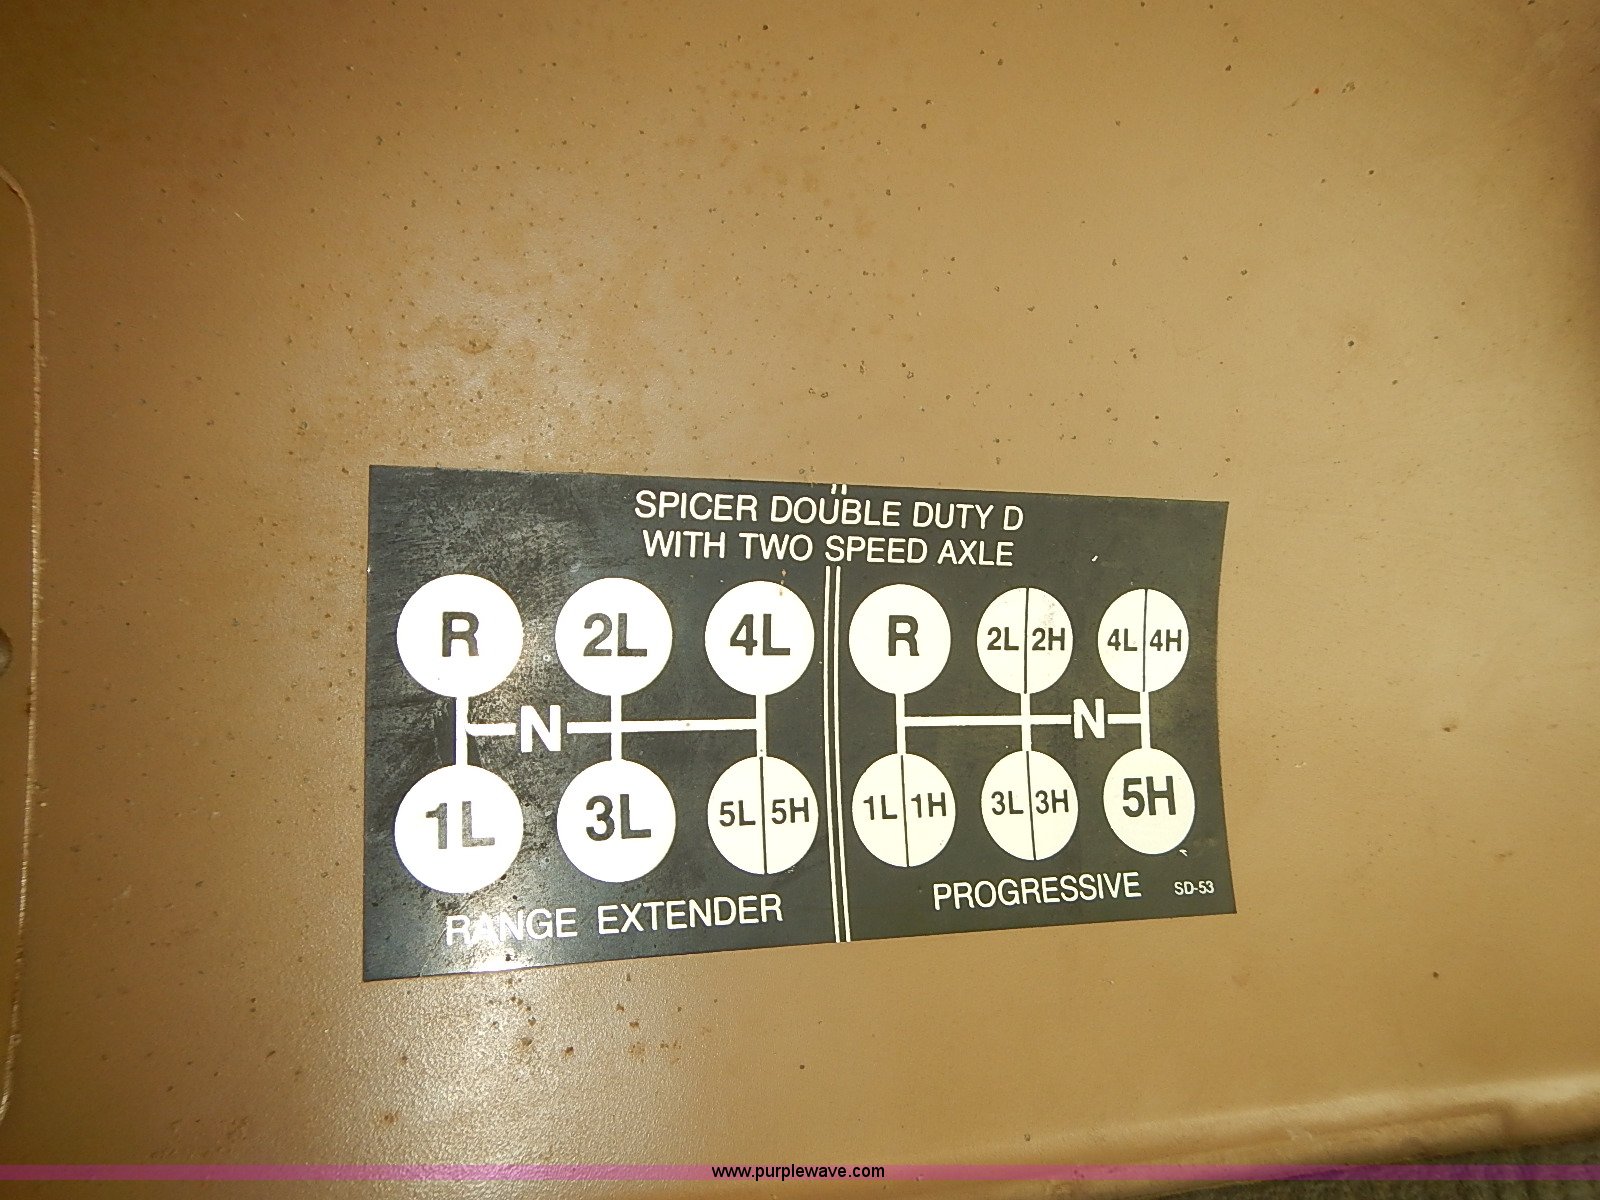 SPICER DOUBLE DUTY D
WITH TWO SPEED AXLE
R 2L 4L
N
1L 3L 5L 5H
RANGE EXTENDER
R 2L 2H 4L 4H
N
1L 1H 3L 3H 5H
PROGRESSIVE
SD-53
www.purplewave.com